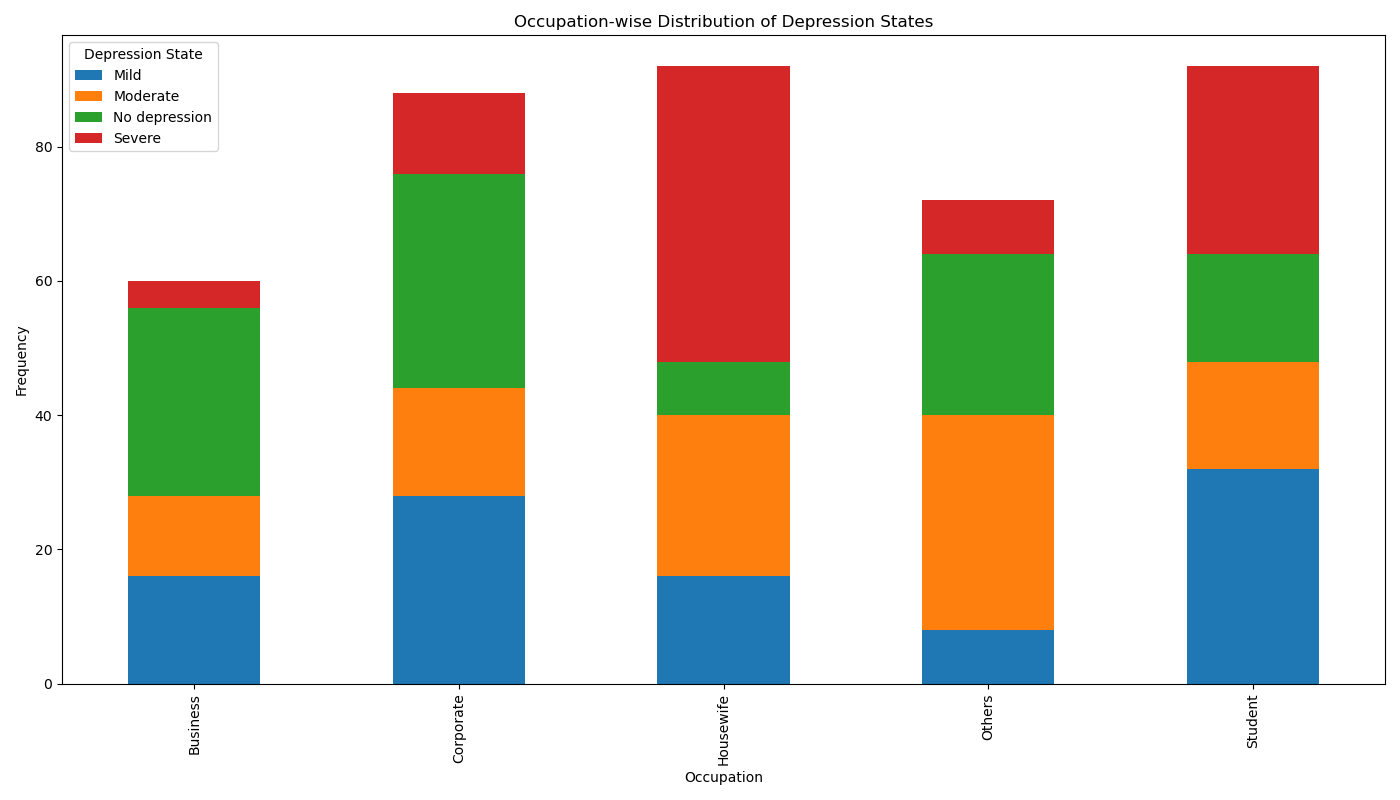 Occupation-wise Distribution of Depression States
Depression State
Mild
Moderate
No depression
Severe
80
60
40
20
0
Frequency
Business
Corporate
Housewife
Others
Student
Occupation